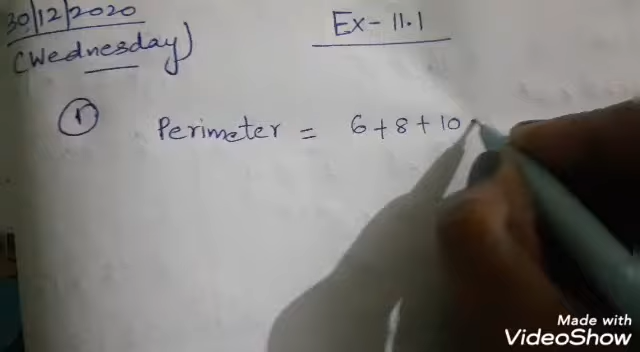 30/12/2020
(Wednesday)
Ex - 11.1
1 Perimeter = 6+8+10
Made with
VideoShow